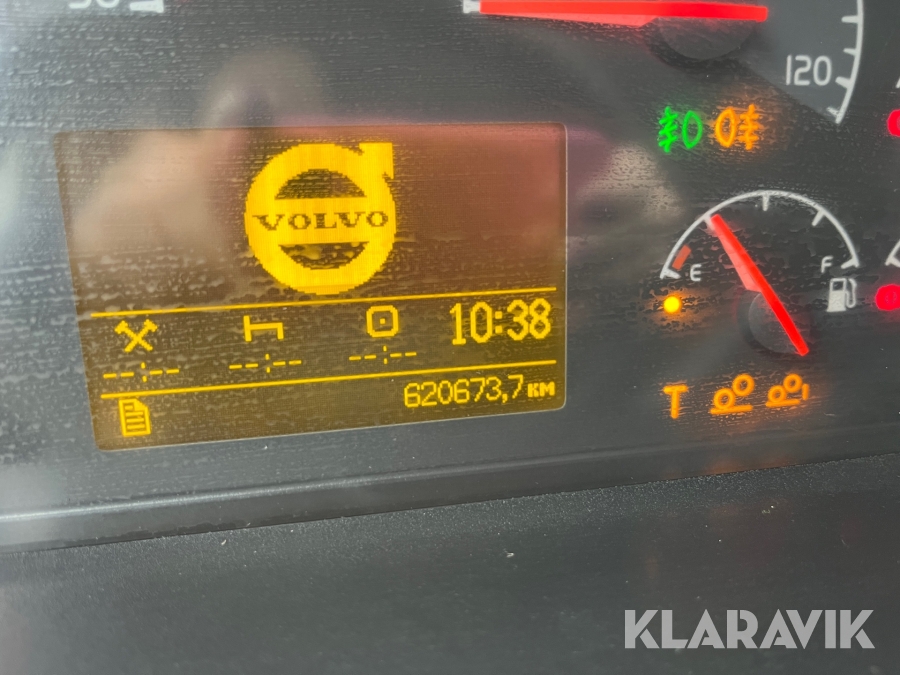 120
VOLVO
E
F
10:38
--:-- --:-- --:--
620673,7 KM
T
KLARAVIK